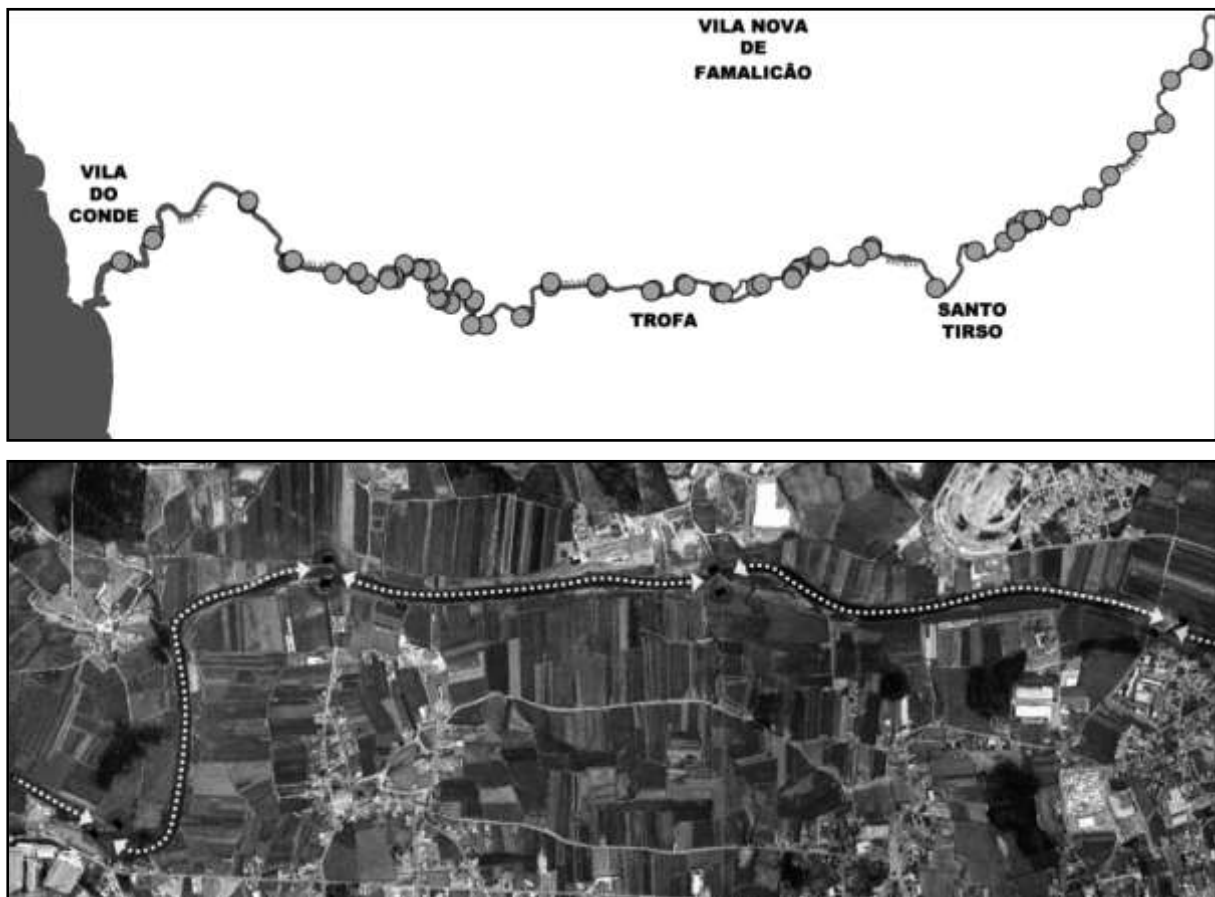 VILA NOVA
DE
FAMALICÃO
VILA
DO
CONDE
TROFA
SANTO
TIRSO